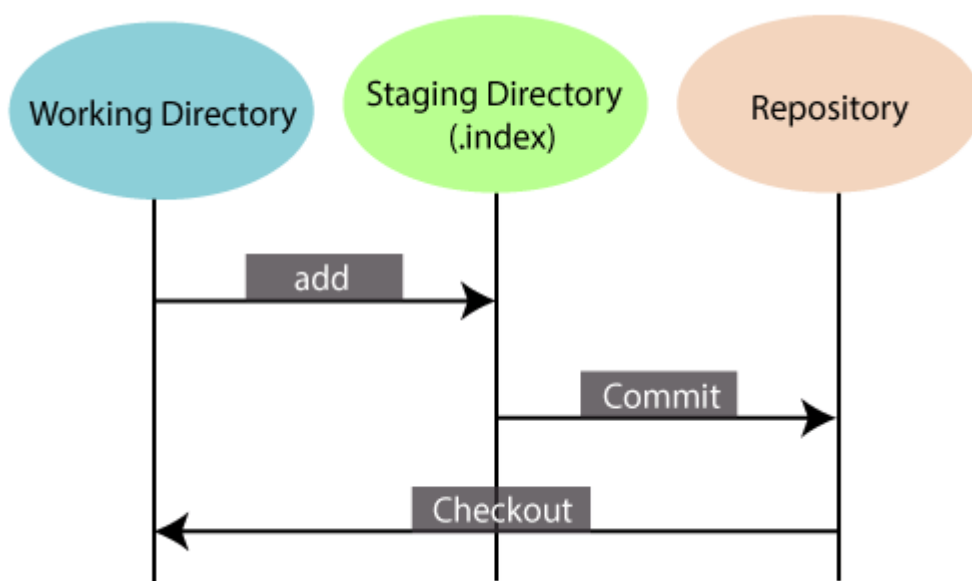 Working Directory
Staging Directory
(.index)
Repository
add
Commit
Checkout